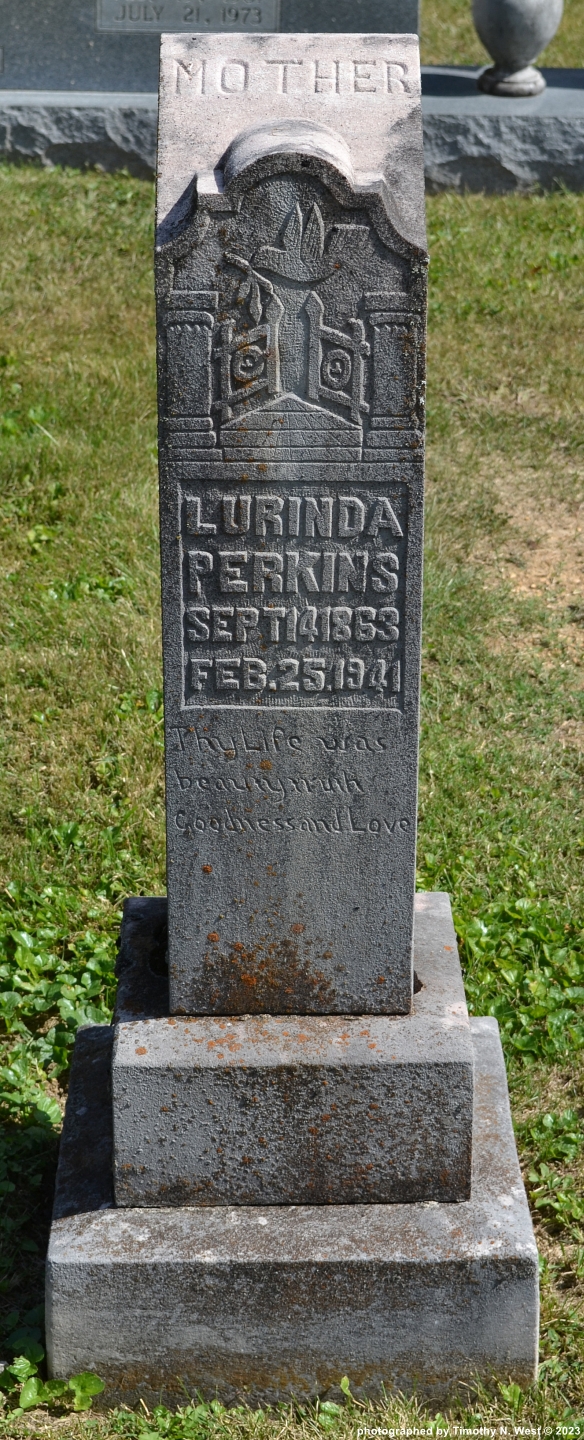 JULY 21, 1973
MOTHER
LURINDA
PERKINS
SEPT 14 1863
FEB. 25. 1941
Thy Life was
beauty with
Goodness and Love
photographed by Timothy N. West © 2023